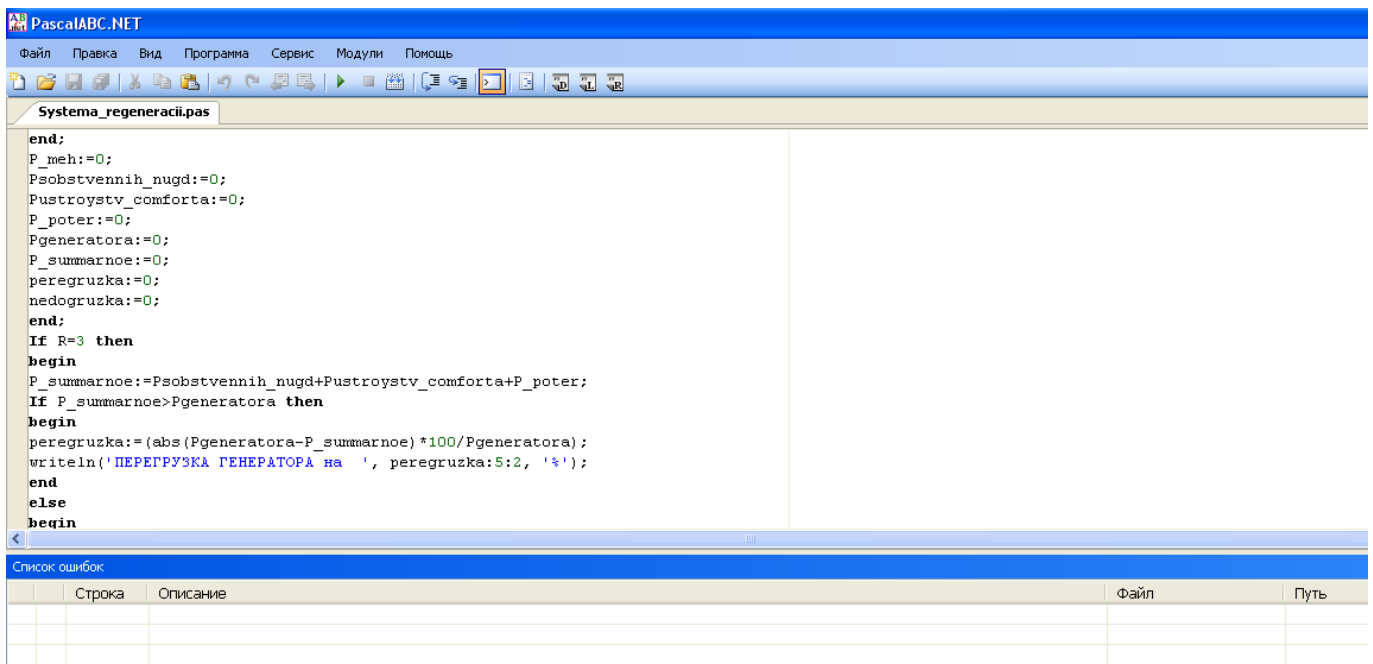 PascalABC.NET
Файл Правка Вид Программа Сервис Модули Помощь
Systema_regeneracii.pas
end;
P_meh:=0;
Psobstvennih_nugd:=0;
Pustroystv_comforta:=0;
P_poter:=0;
Pgeneratora:=0;
P_summarnoe:=0;
peregruzka:=0;
nedogruzka:=0;
end;
If R=3 then
begin
P_summarnoe:=Psobstvennih_nugd+Pustroystv_comforta+P_poter;
If P_summarnoe>Pgeneratora then
begin
peregruzka:=(abs(Pgeneratora-P_summarnoe)*100/Pgeneratora);
writeln('ПЕРЕГРУЗКА ГЕНЕРАТОРА на  ', peregruzka:5:2, '%');
end
else
begin
Список ошибок
Строка Описание Файл Путь